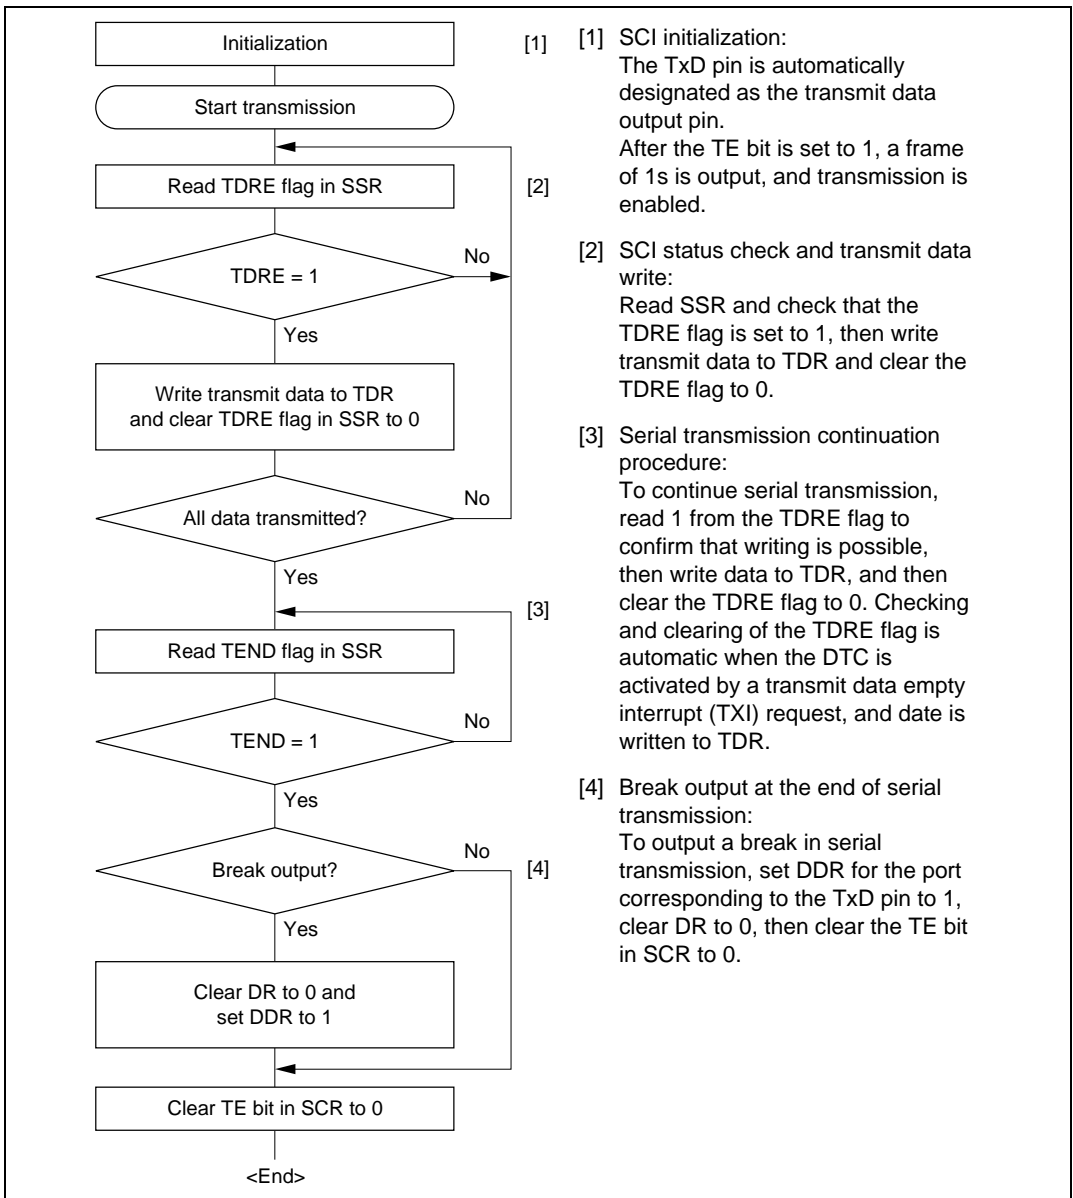 Initialization
[1]
Start transmission
Read TDRE flag in SSR
[2]
TDRE = 1
No
Yes
Write transmit data to TDR
and clear TDRE flag in SSR to 0
All data transmitted?
No
Yes
[3]
Read TEND flag in SSR
TEND = 1
No
Yes
Break output?
No
[4]
Yes
Clear DR to 0 and
set DDR to 1
Clear TE bit in SCR to 0
<End>
[1] SCI initialization:
The TxD pin is automatically
designated as the transmit data
output pin.
After the TE bit is set to 1, a frame
of 1s is output, and transmission is
enabled.
[2] SCI status check and transmit data
write:
Read SSR and check that the
TDRE flag is set to 1, then write
transmit data to TDR and clear the
TDRE flag to 0.
[3] Serial transmission continuation
procedure:
To continue serial transmission,
read 1 from the TDRE flag to
confirm that writing is possible,
then write data to TDR, and then
clear the TDRE flag to 0. Checking
and clearing of the TDRE flag is
automatic when the DTC is
activated by a transmit data empty
interrupt (TXI) request, and date is
written to TDR.
[4] Break output at the end of serial
transmission:
To output a break in serial
transmission, set DDR for the port
corresponding to the TxD pin to 1,
clear DR to 0, then clear the TE bit
in SCR to 0.